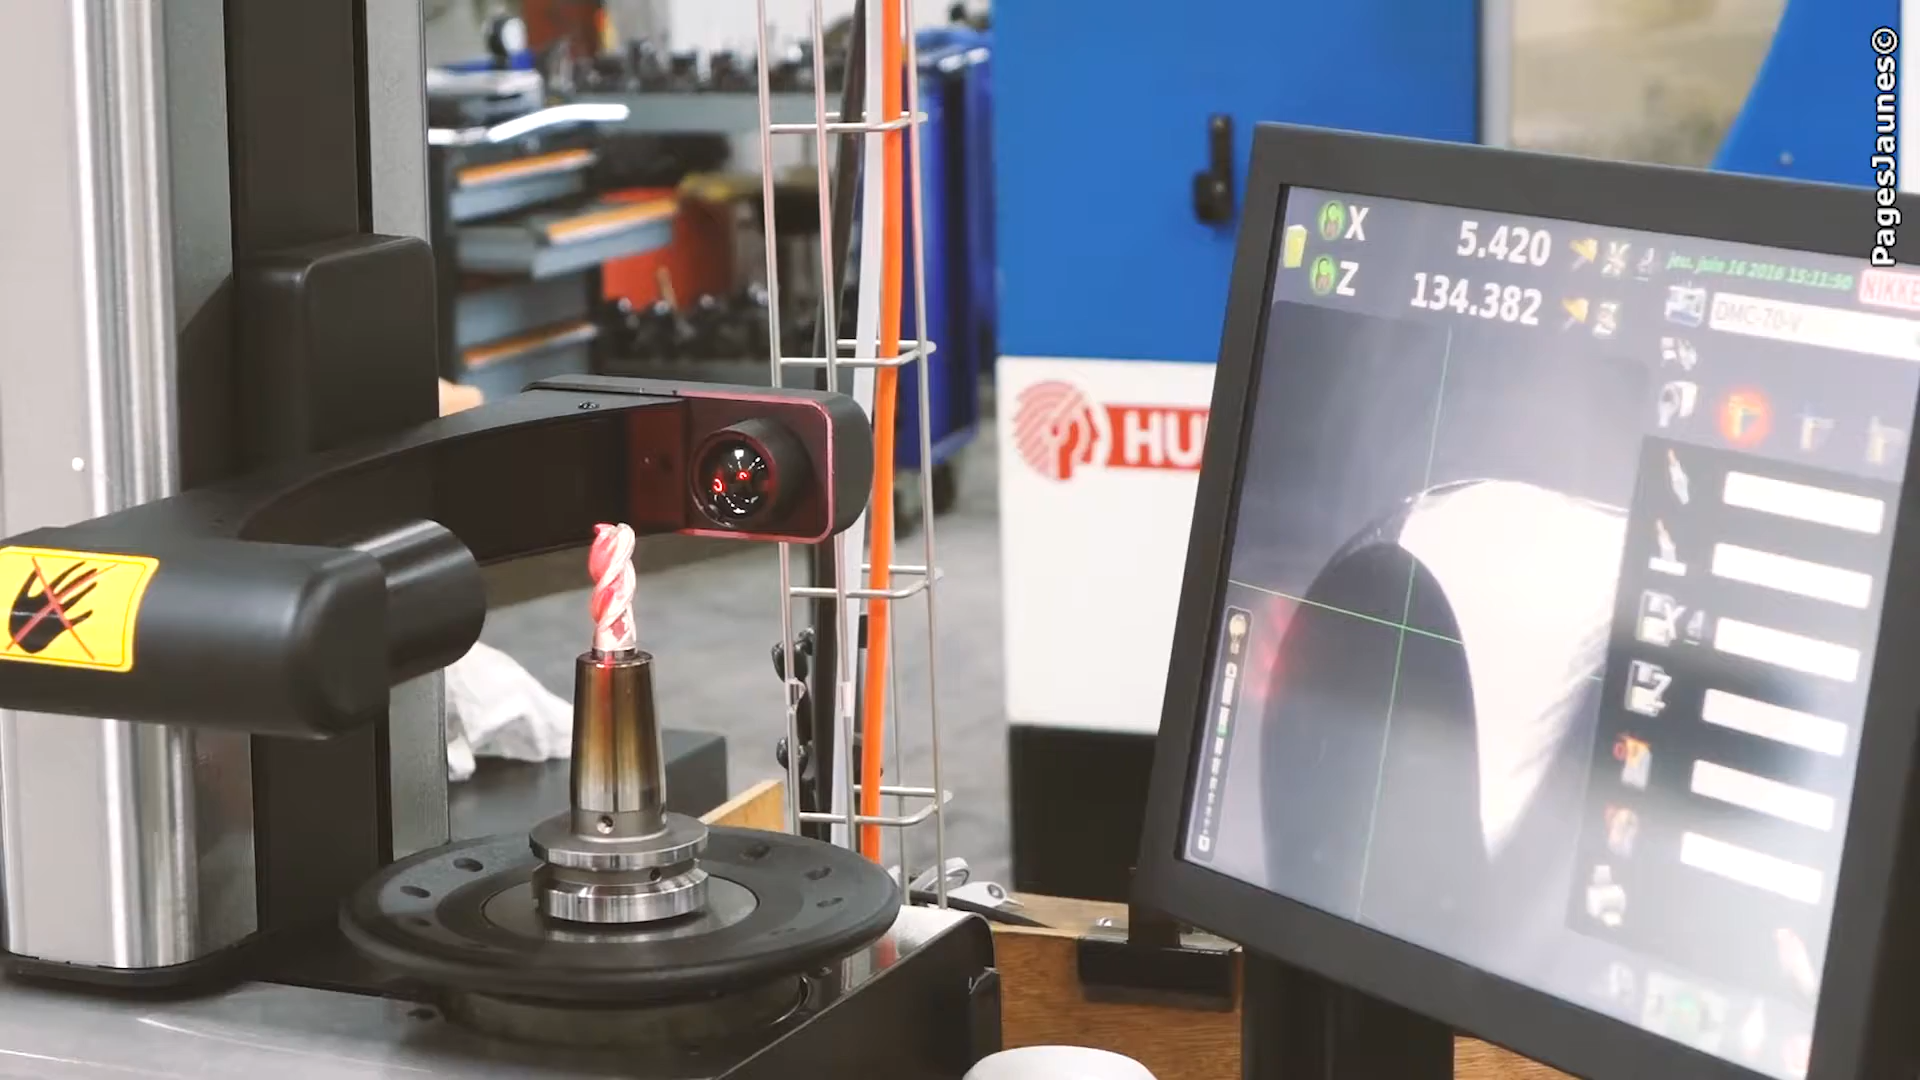 PagesJaunes©
X 5.420
Z 134.382
jeu. juin 16 2016 15:11:50
NIKKE
DMC-70-V
HU